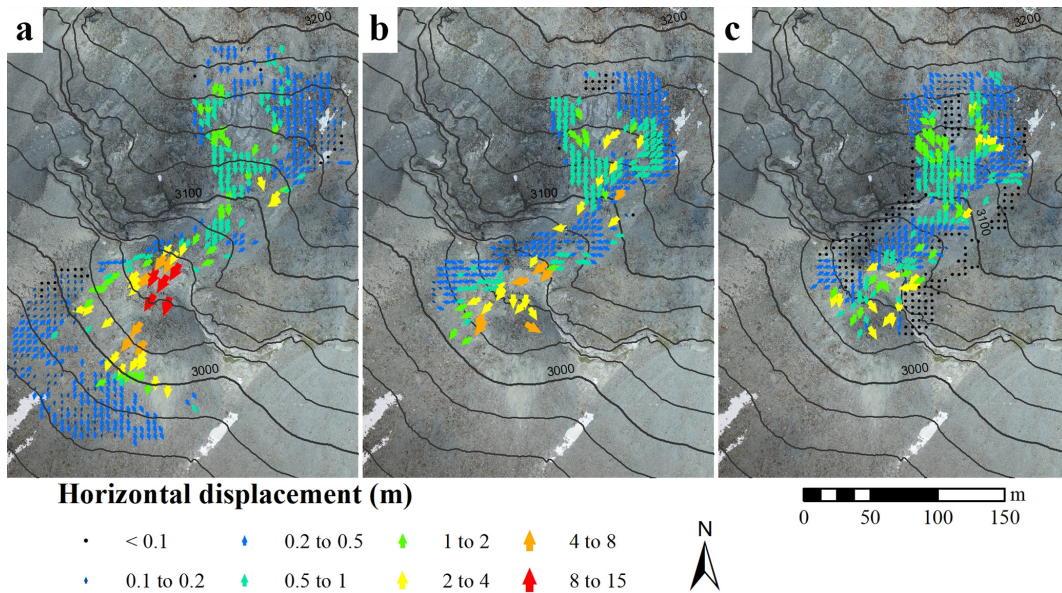 a
b
c
3200
3200
3200
3100
3100
3100
3000
3000
3000
Horizontal displacement (m)
< 0.1
0.2 to 0.5
1 to 2
4 to 8
0.1 to 0.2
0.5 to 1
2 to 4
8 to 15
N
m
0
50
100
150